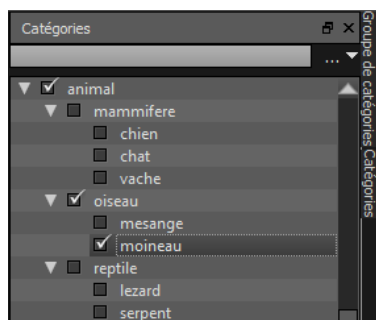 Catégories
...
animal
mammifere
chien
chat
vache
oiseau
mesange
moineau
reptile
lezard
serpent
Groupe de catégories Catégories